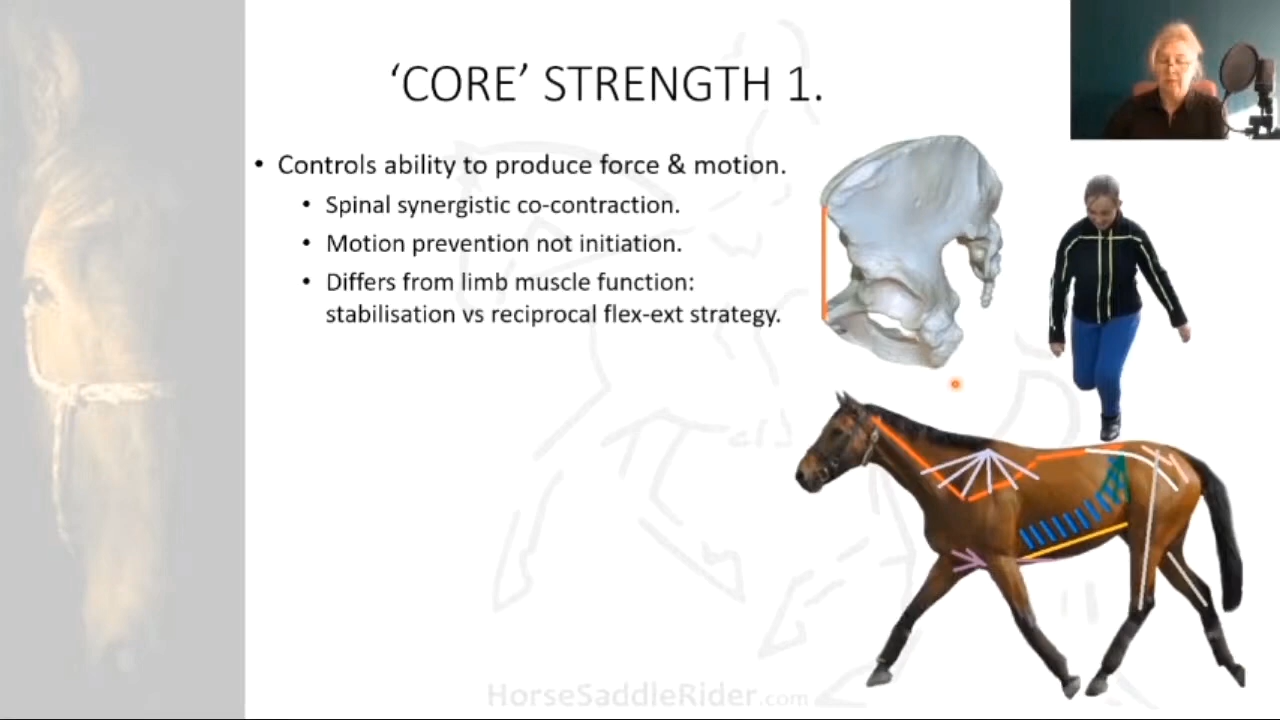 ‘CORE’ STRENGTH 1.
• Controls ability to produce force & motion.
• Spinal synergistic co-contraction.
• Motion prevention not initiation.
• Differs from limb muscle function:
stabilisation vs reciprocal flex-ext strategy.
HorseSaddleRider.com